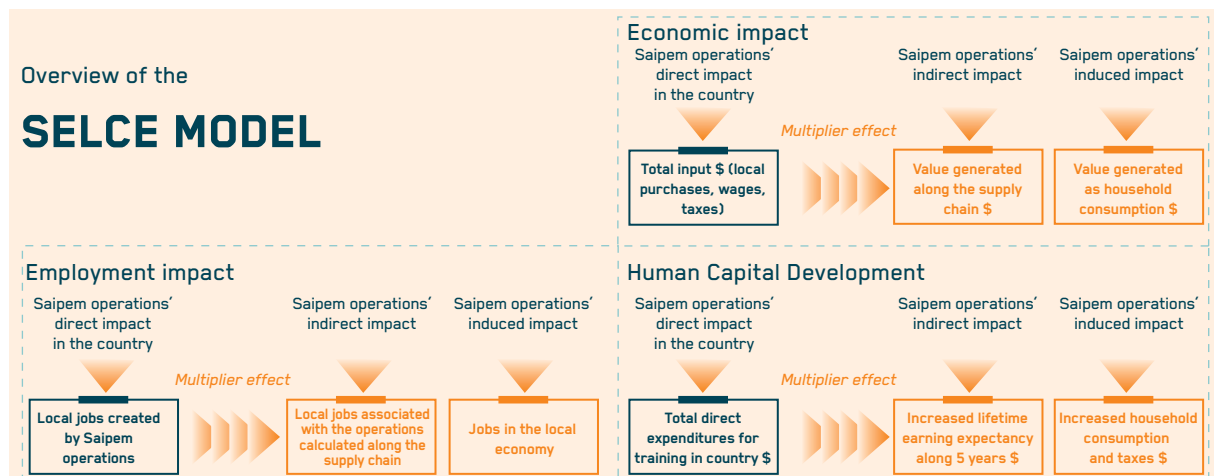 Overview of the
SELCE MODEL
Economic impact
Saipem operations’
direct impact
in the country
Saipem operations’
indirect impact
Saipem operations’
induced impact
Multiplier effect
Total input $ (local
purchases, wages,
taxes)
Value generated
along the supply
chain $
Value generated
as household
consumption $
Employment impact
Saipem operations’
direct impact
in the country
Saipem operations’
indirect impact
Saipem operations’
induced impact
Multiplier effect
Local jobs created
by Saipem
operations
Local jobs associated
with the operations
calculated along the
supply chain
Jobs in the local
economy
Human Capital Development
Saipem operations’
direct impact
in the country
Saipem operations’
indirect impact
Saipem operations’
induced impact
Multiplier effect
Total direct
expenditures for
training in country $
Increased lifetime
earning expectancy
along 5 years $
Increased household
consumption
and taxes $